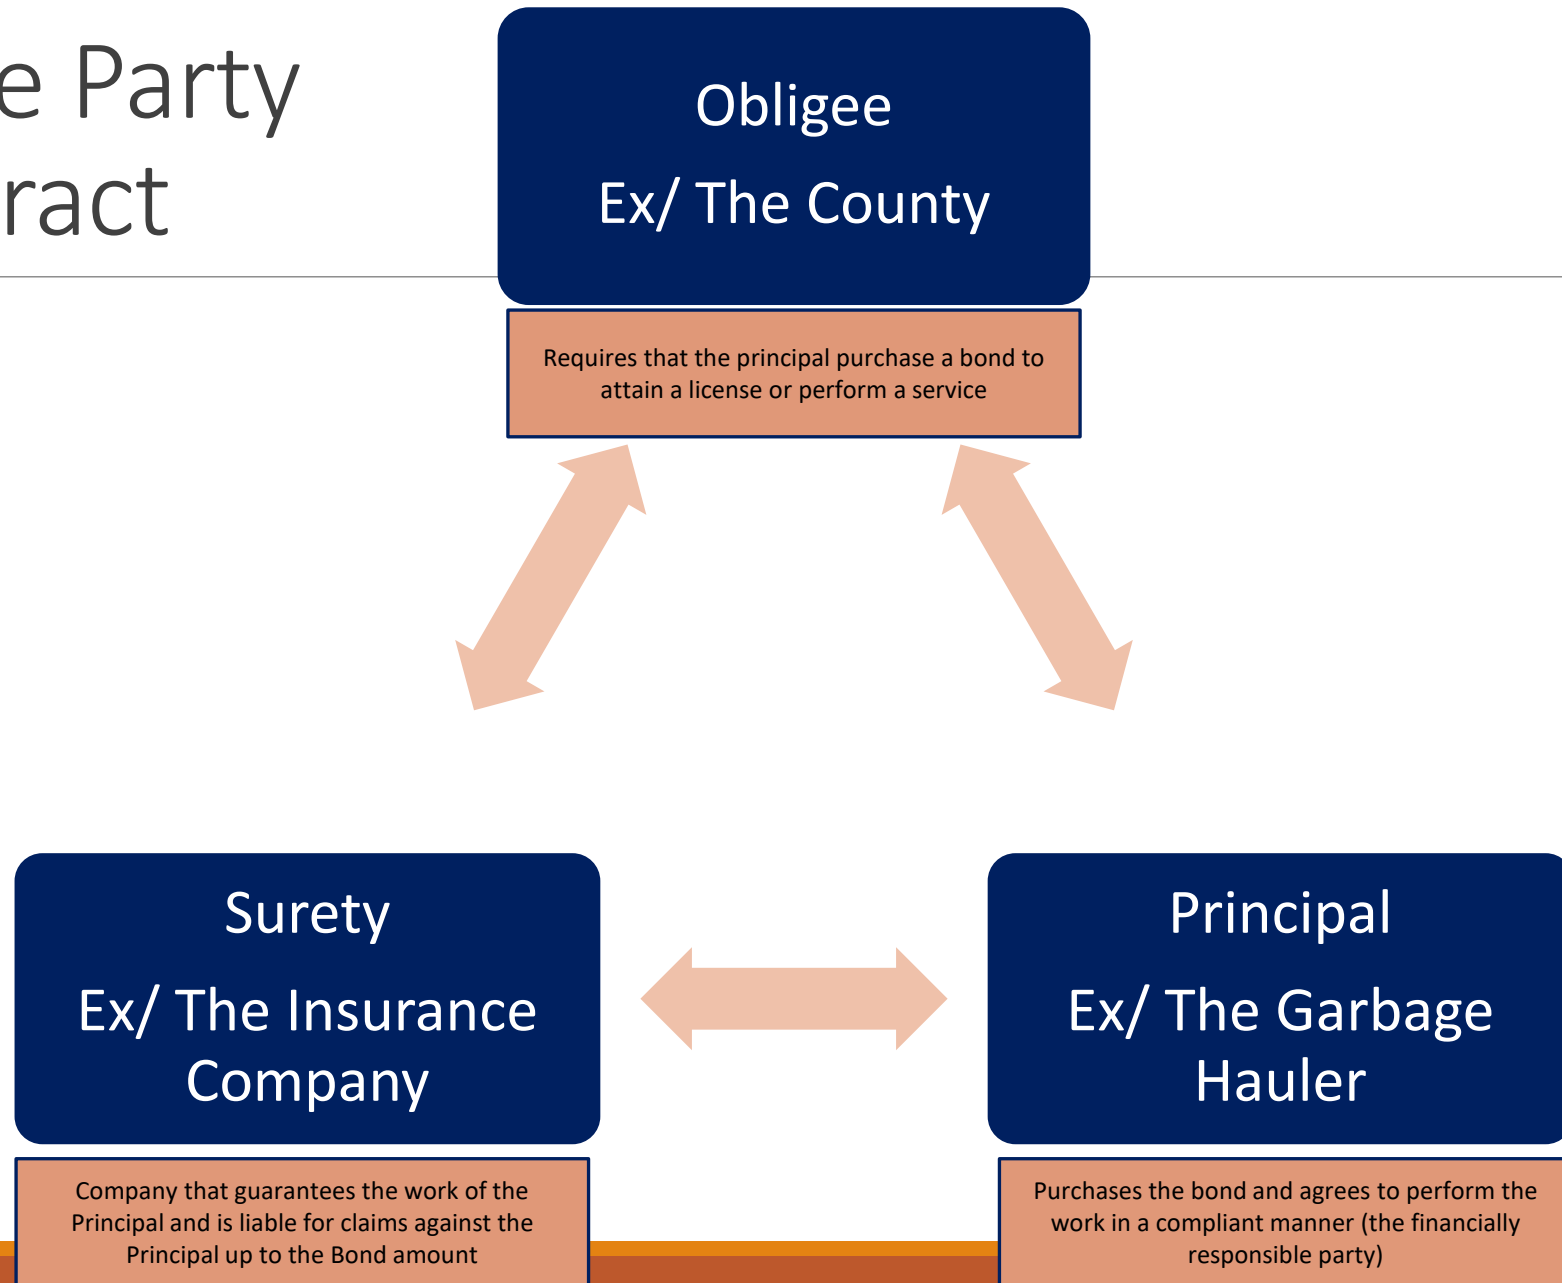 e Party
ract
Obligee
Ex/ The County
Requires that the principal purchase a bond to
attain a license or perform a service
Surety
Ex/ The Insurance
Company
Company that guarantees the work of the
Principal and is liable for claims against the
Principal up to the Bond amount
Principal
Ex/ The Garbage
Hauler
Purchases the bond and agrees to perform the
work in a compliant manner (the financially
responsible party)